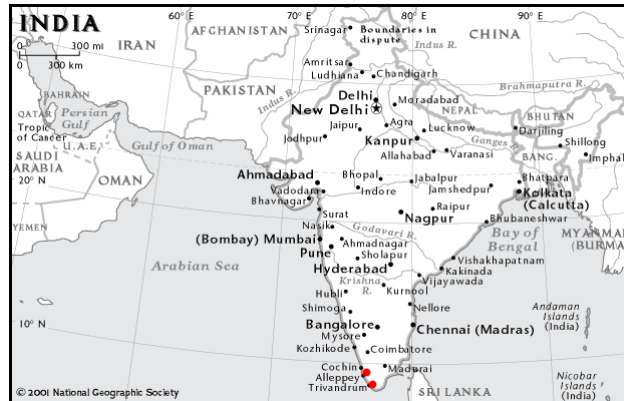 INDIA
0 300 mi
0 300 km
60° E
72° E
80° E
90° E
AFGHANISTAN
Srinagar
Boundaries in
dispute
CHINA
Indus R.
IRAN
Amritsar
Ludhiana
Chandigarh
PAKISTAN
Indus R.
Delhi
New Delhi
Moradabad
NEPAL
Brahmaputra R.
BHUTAN
BAHRAIN
Persian
Gulf
QATAR
Tropic
of Cancer
U.A.E.
Gulf of Oman
SAUDI
ARABIA
OMAN
YEMEN
20° N
Jaipur
Agra
Jodhpur
Kanpur
Lucknow
Ganges R.
Darjiling
Shillong
Allahabad
Varanasi
BANG.
Imphal
Ahmadabad
Bhopal
Jabalpur
Bhatpara
Vadodara
Indore
Jamshedpur
Kolkata
(Calcutta)
Bhavnagar
Surat
Nagpur
Raipur
Bhubaneshwar
Nasik
Godavari R.
Bay of
Bengal
MYANMAR
(BURMA
(Bombay) Mumbai
Ahmadnagar
Pune
Sholapur
Vishakhapatnam
Arabian Sea
Hyderabad
Kakinada
Krishna
R.
Vijayawada
Hubli
Kurnool
Shimoga
Nellore
Andaman
Islands
(India)
10° N
Bangalore
Chennai (Madras)
Mysore
Kozhikode
Coimbatore
Cochin
Madurai
Alleppey
Trivandrum
SRI LANKA
Nicobar
Islands
(India)
© 2001 National Geographic Society